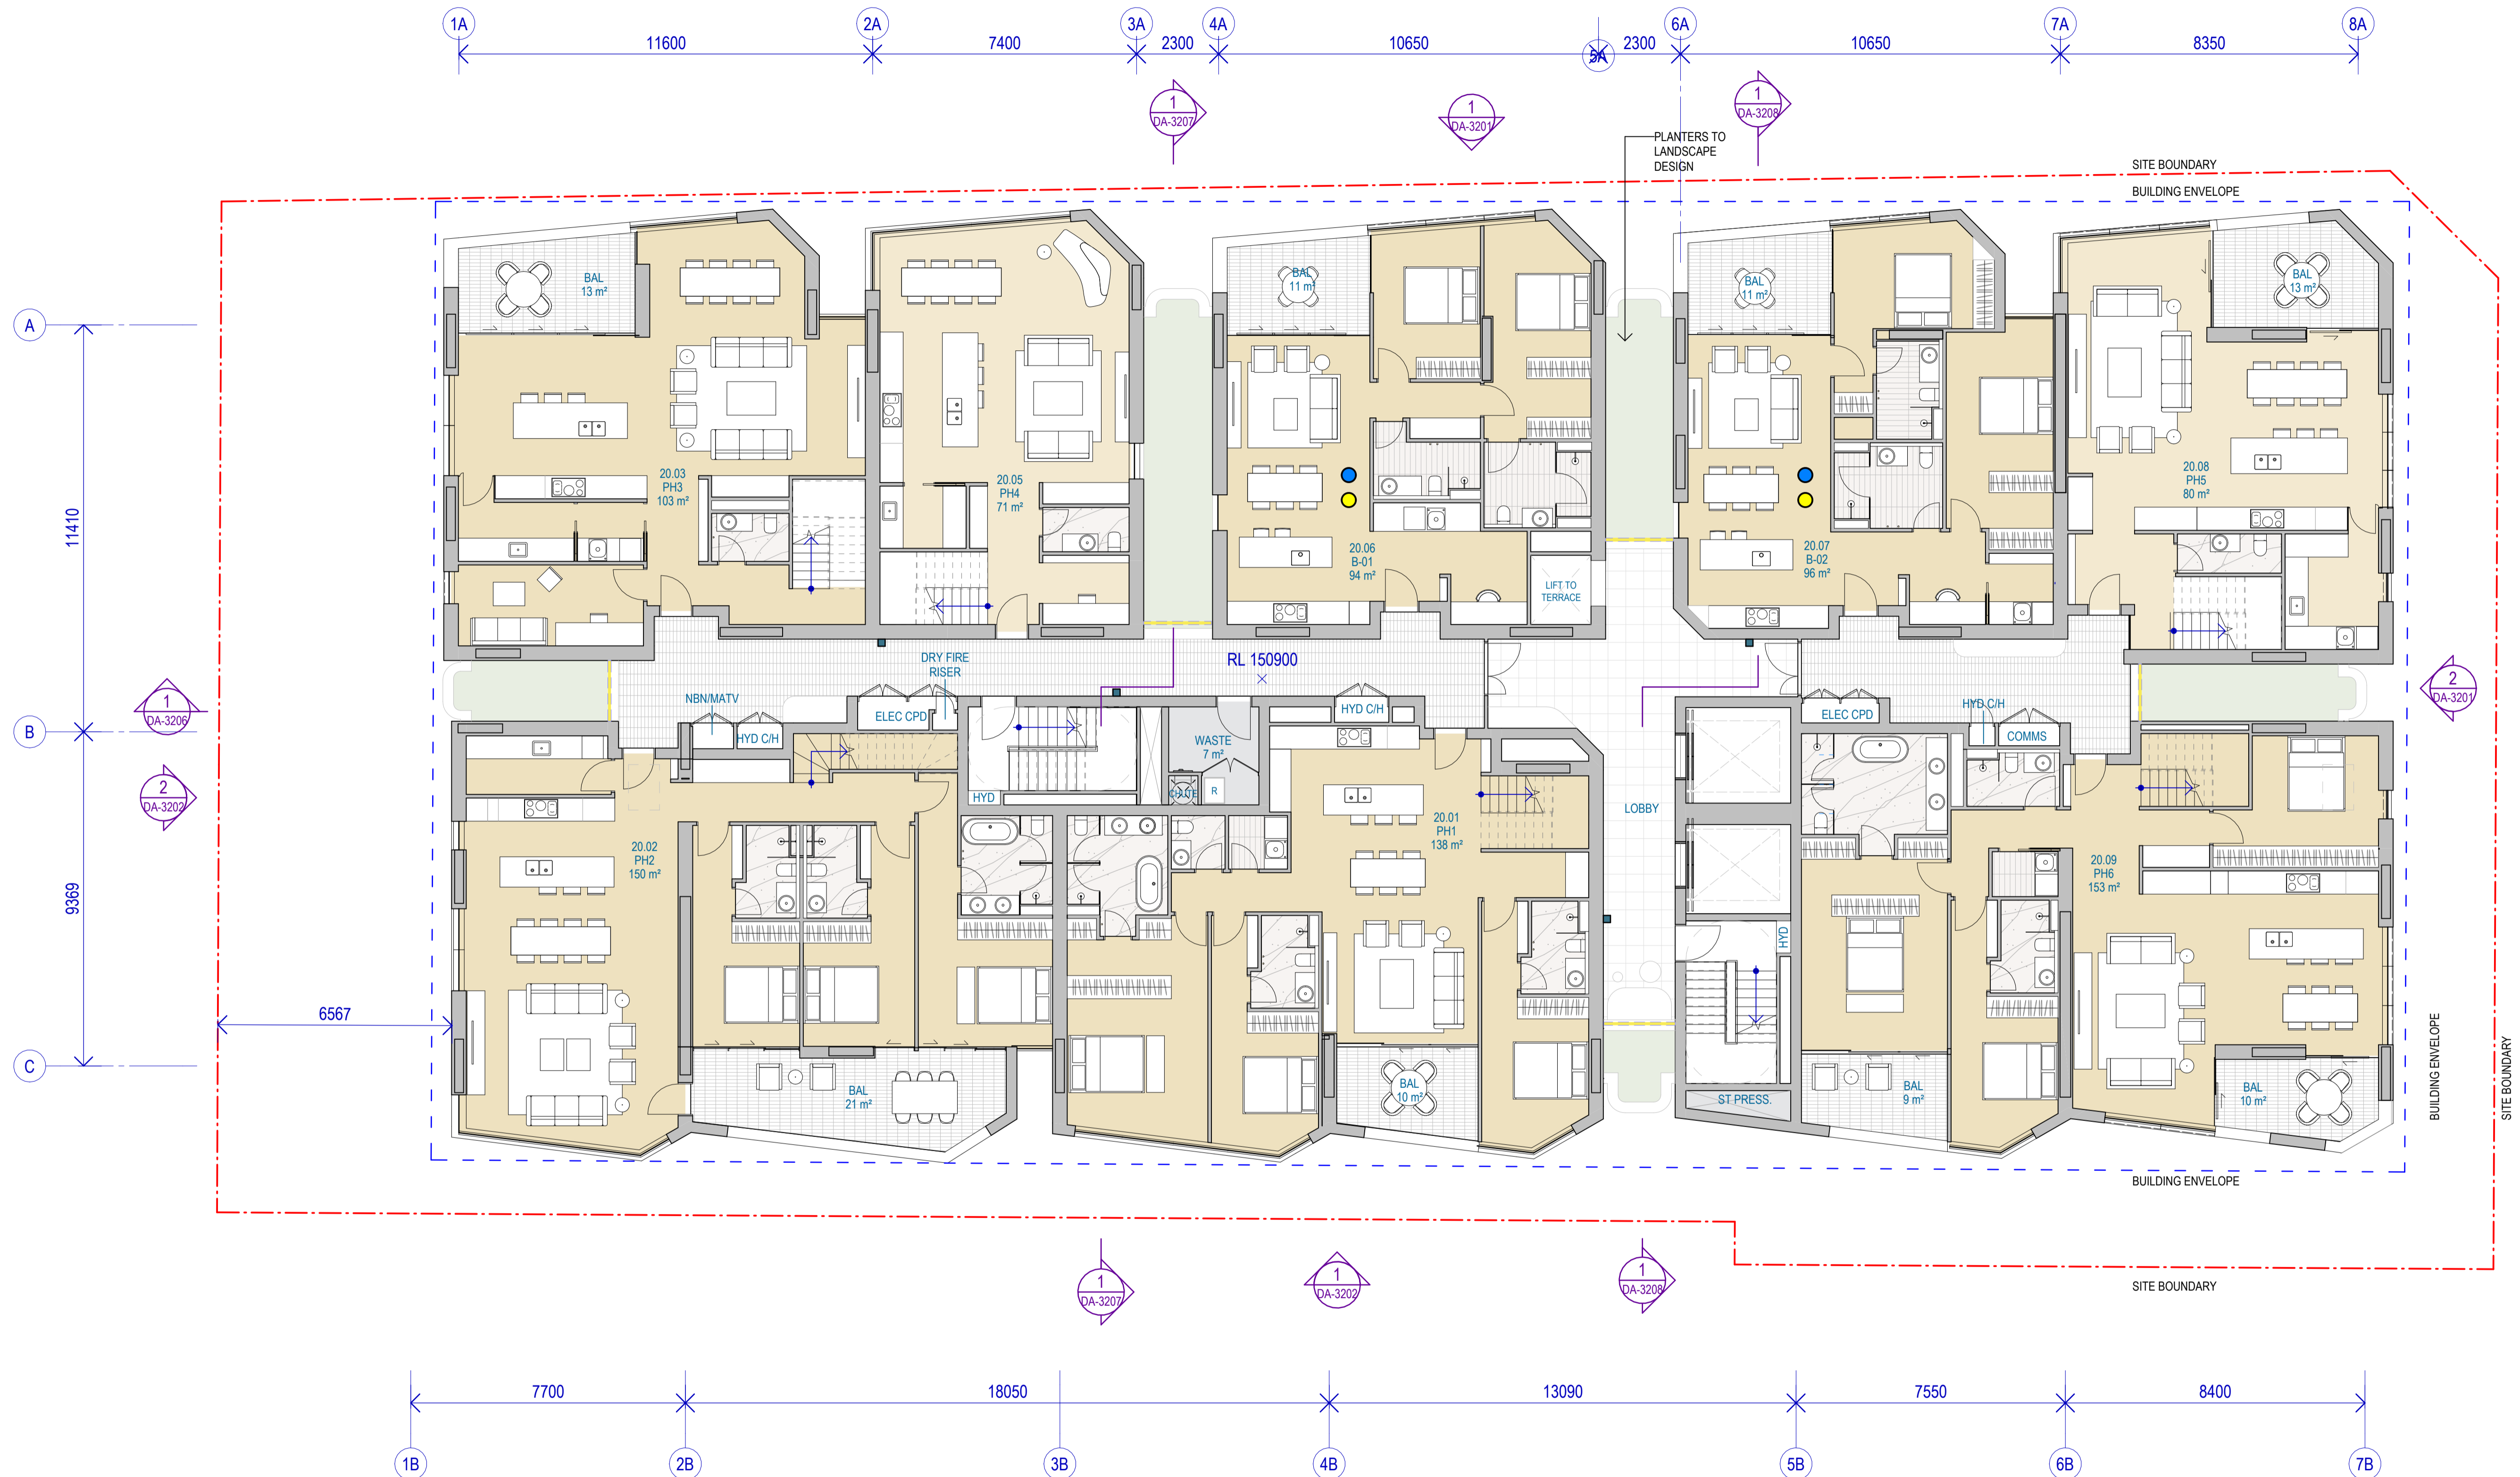 1A
2A
3A
4A
5A
6A
7A
8A
11600
7400
2300
10650
2300
10650
8350
1
DA-3207
1
DA-3201
1
DA-3208
PLANTERS TO
LANDSCAPE
DESIGN
SITE BOUNDARY
BUILDING ENVELOPE
A
11410
B
9369
C
6567
1
DA-3206
2
DA-3202
2
DA-3201
BAL
13 m²
BAL
11 m²
BAL
11 m²
BAL
13 m²
20.03
PH3
103 m²
20.05
PH4
71 m²
20.06
B-01
94 m²
20.07
B-02
96 m²
20.08
PH5
80 m²
LIFT TO
TERRACE
DRY FIRE
RISER
RL 150900
NBN/MATV
ELEC CPD
HYD C/H
HYD C/H
ELEC CPD
HYD C/H
COMMS
WASTE
7 m²
HYD
CHUTE
R
LOBBY
HYD
20.02
PH2
150 m²
20.01
PH1
138 m²
20.09
PH6
153 m²
BAL
21 m²
BAL
10 m²
ST PRESS.
BAL
9 m²
BAL
10 m²
BUILDING ENVELOPE
SITE BOUNDARY
BUILDING ENVELOPE
SITE BOUNDARY
1
DA-3207
1
DA-3202
1
DA-3208
7700
18050
13090
7550
8400
1B
2B
3B
4B
5B
6B
7B